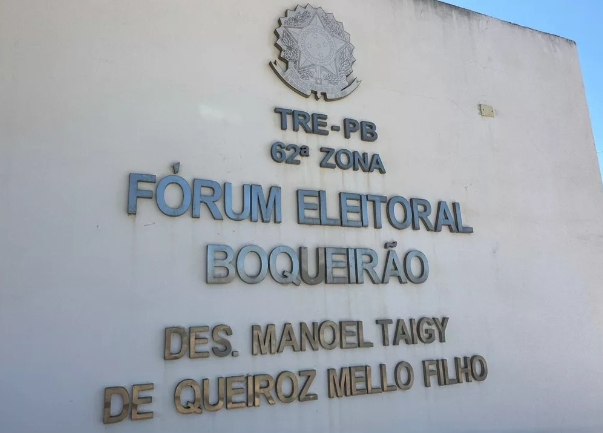 TRE-PB
62ª ZONA
FÓRUM ELEITORAL
BOQUEIRÃO
DES. MANOEL TAIGY
DE QUEIROZ MELLO FILHO